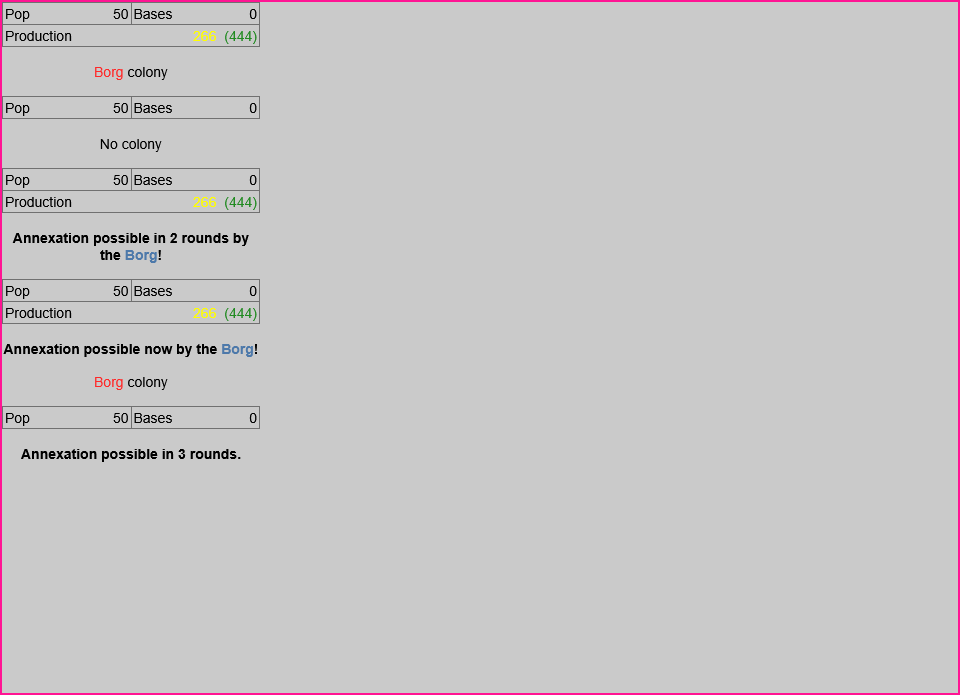 Pop 50 Bases 0
Production 266 (444)
Borg colony
Pop 50 Bases 0
No colony
Pop 50 Bases 0
Production 266 (444)
Annexation possible in 2 rounds by
the Borg!
Pop 50 Bases 0
Production 266 (444)
Annexation possible now by the Borg!
Borg colony
Pop 50 Bases 0
Annexation possible in 3 rounds.